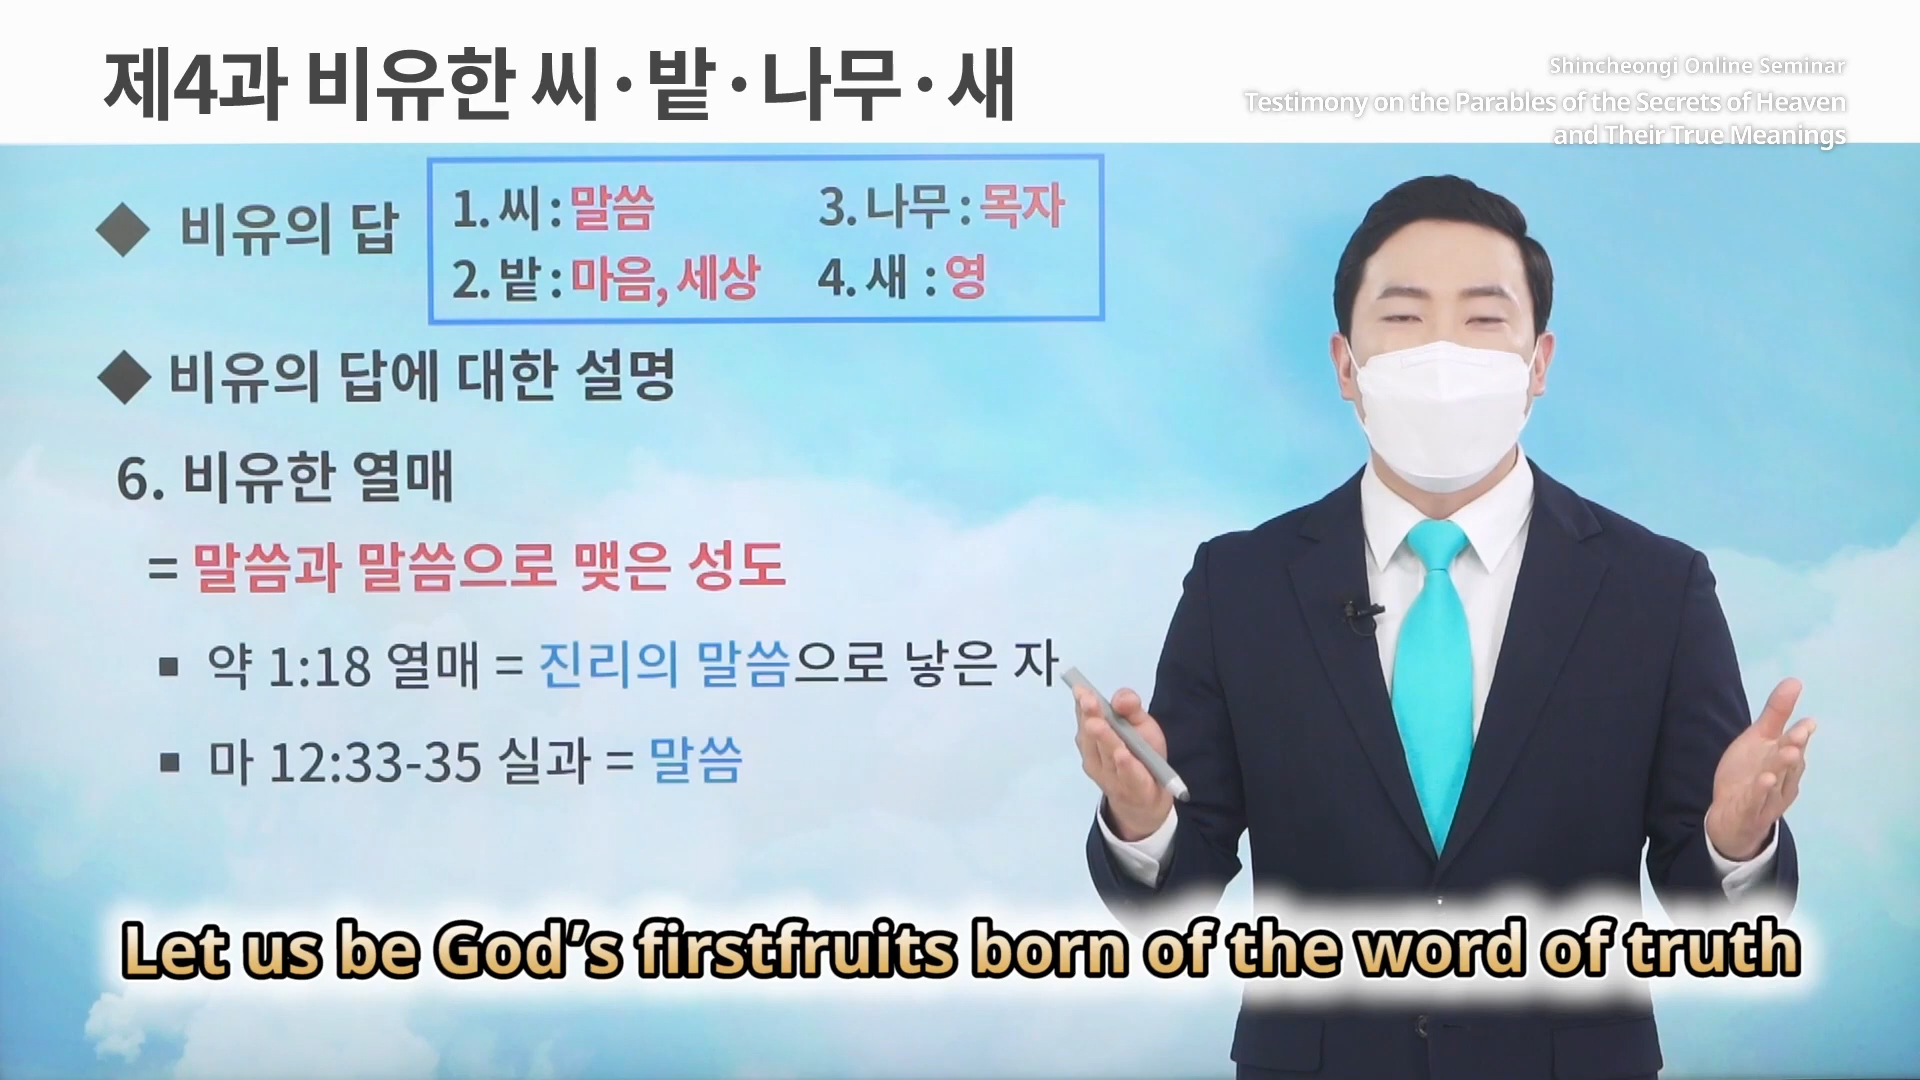 제4과 비유한 씨·밭·나무·새
Shincheongi Online Seminar
Testimony on the Parables of the Secrets of Heaven
and Their True Meanings
◆ 비유의 답
1. 씨 : 말씀
2. 밭 : 마음, 세상
3. 나무 : 목자
4. 새 : 영
◆ 비유의 답에 대한 설명
6. 비유한 열매
= 말씀과 말씀으로 맺은 성도
▪ 약 1:18 열매 = 진리의 말씀으로 낳은 자
▪ 마 12:33-35 실과 = 말씀
Let us be God's firstfruits born of the word of truth